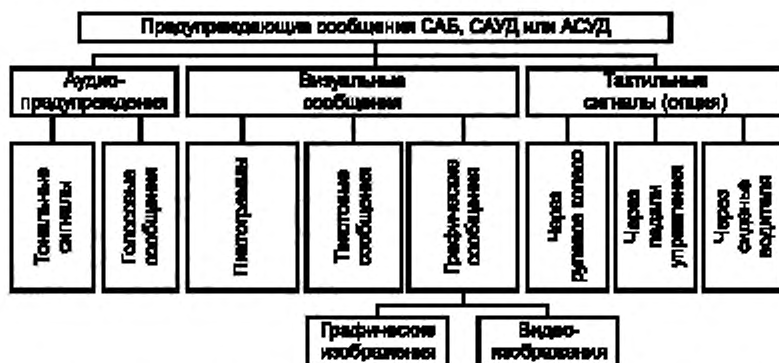 Предупреждающие сообщения САБ, САУД или АСУД
Аудио-
предупреждения
Визуальные
сообщения
Тактильные
сигналы (опция)
Тональные
сигналы
Голосовые
сообщения
Пиктограммы
Текстовые
сообщения
Графические
сообщения
Через
рулевое колесо
Через
педали
управления
Через
сиденье
водителя
Графические
изображения
Видео-
изображения